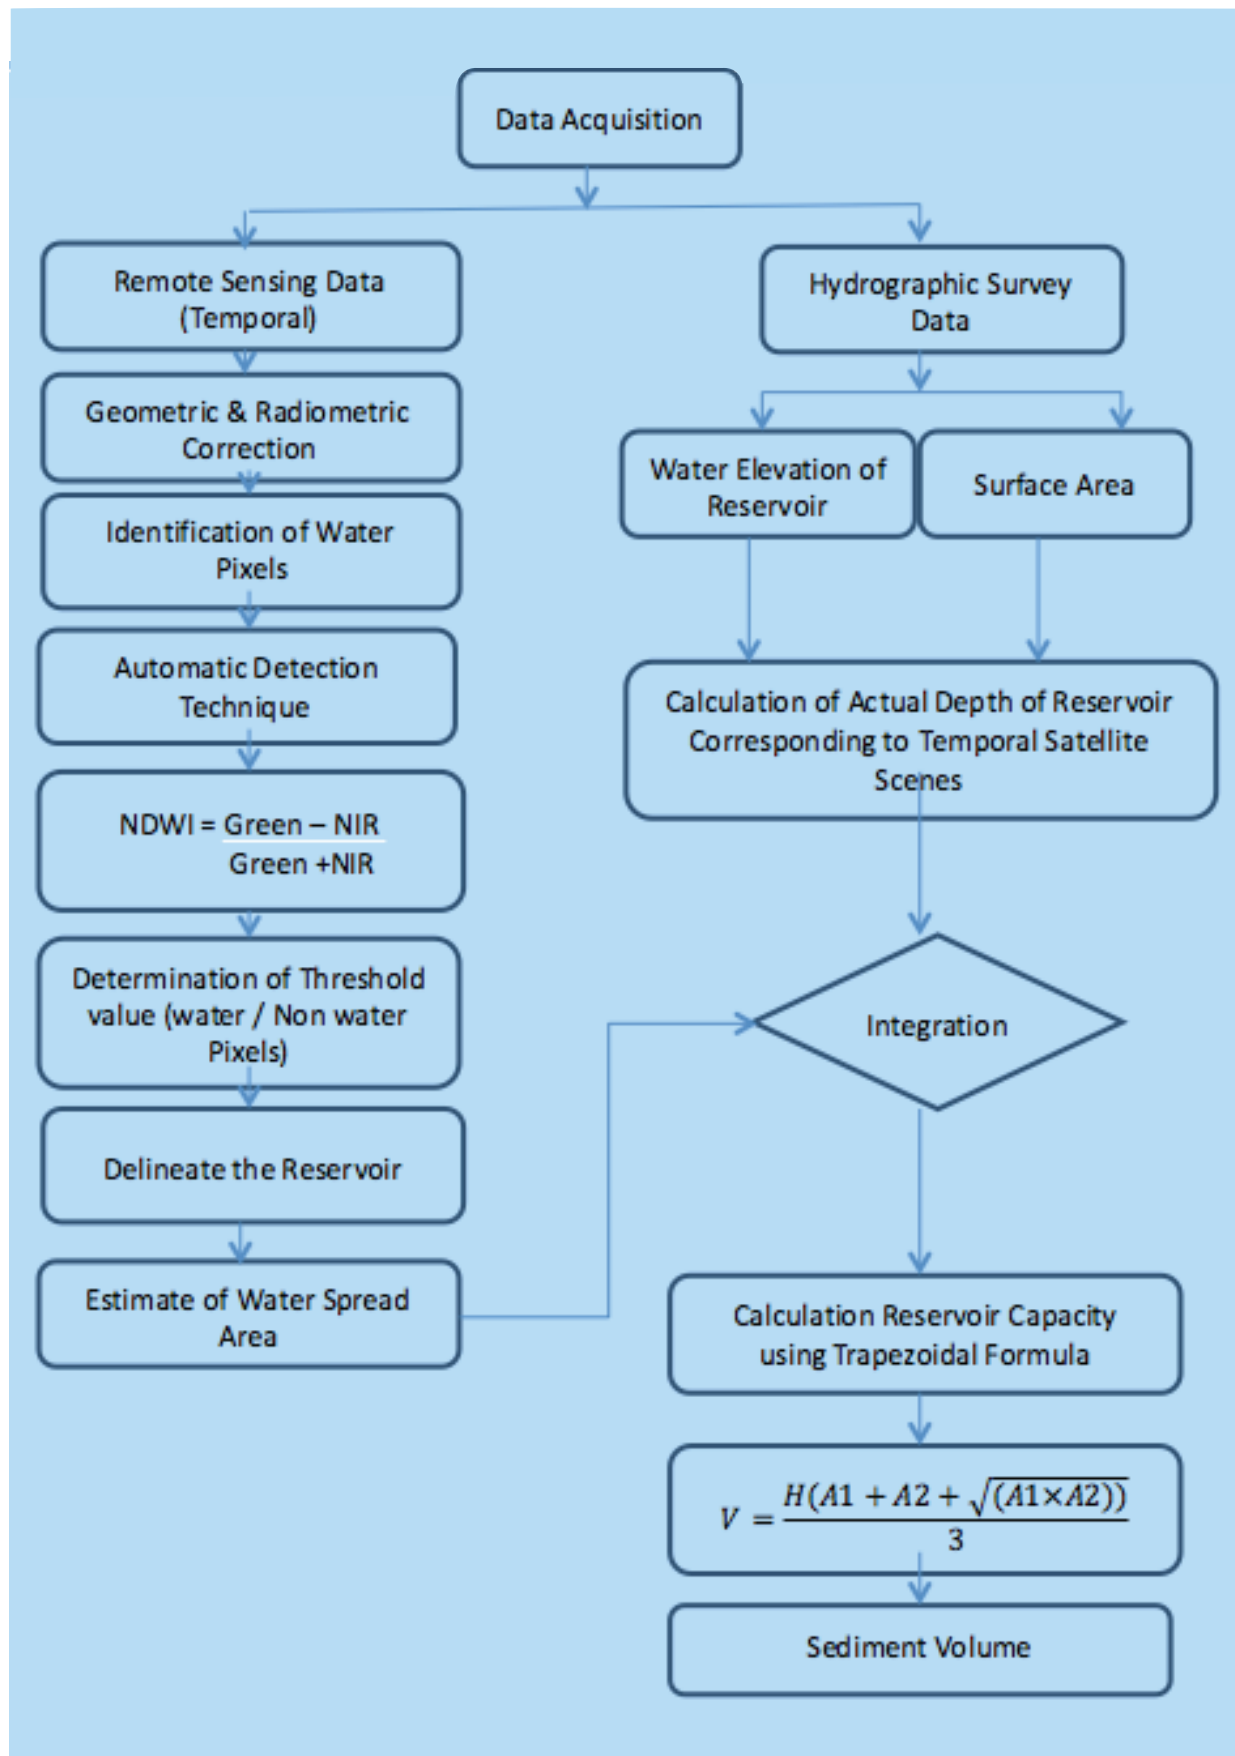 Data Acquisition
Remote Sensing Data
(Temporal)
Geometric & Radiometric
Correction
Identification of Water
Pixels
Automatic Detection
Technique
NDWI = Green – NIR
Green +NIR
Determination of Threshold
value (water / Non water
Pixels)
Delineate the Reservoir
Estimate of Water Spread
Area
Hydrographic Survey
Data
Water Elevation of
Reservoir
Surface Area
Calculation of Actual Depth of Reservoir
Corresponding to Temporal Satellite
Scenes
Integration
Calculation Reservoir Capacity
using Trapezoidal Formula
V = H(A1 + A2 + √(A1×A2))
3
Sediment Volume